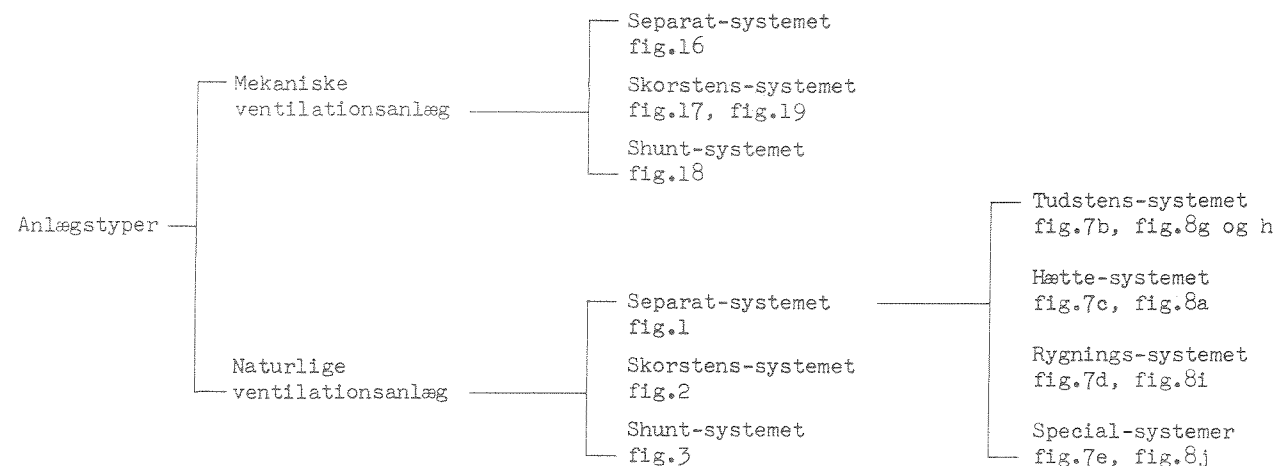 Anlægstyper
Mekaniske
ventilationsanlæg
Separat-systemet
fig.16
Skorstens-systemet
fig.17, fig.19
Shunt-systemet
fig.18
Naturlige
ventilationsanlæg
Separat-systemet
fig.1
Skorstens-systemet
fig.2
Shunt-systemet
fig.3
Tudstens-systemet
fig.7b, fig.8g og h
Hætte-systemet
fig.7c, fig.8a
Rygnings-systemet
fig.7d, fig.8i
Special-systemer
fig.7e, fig.8j